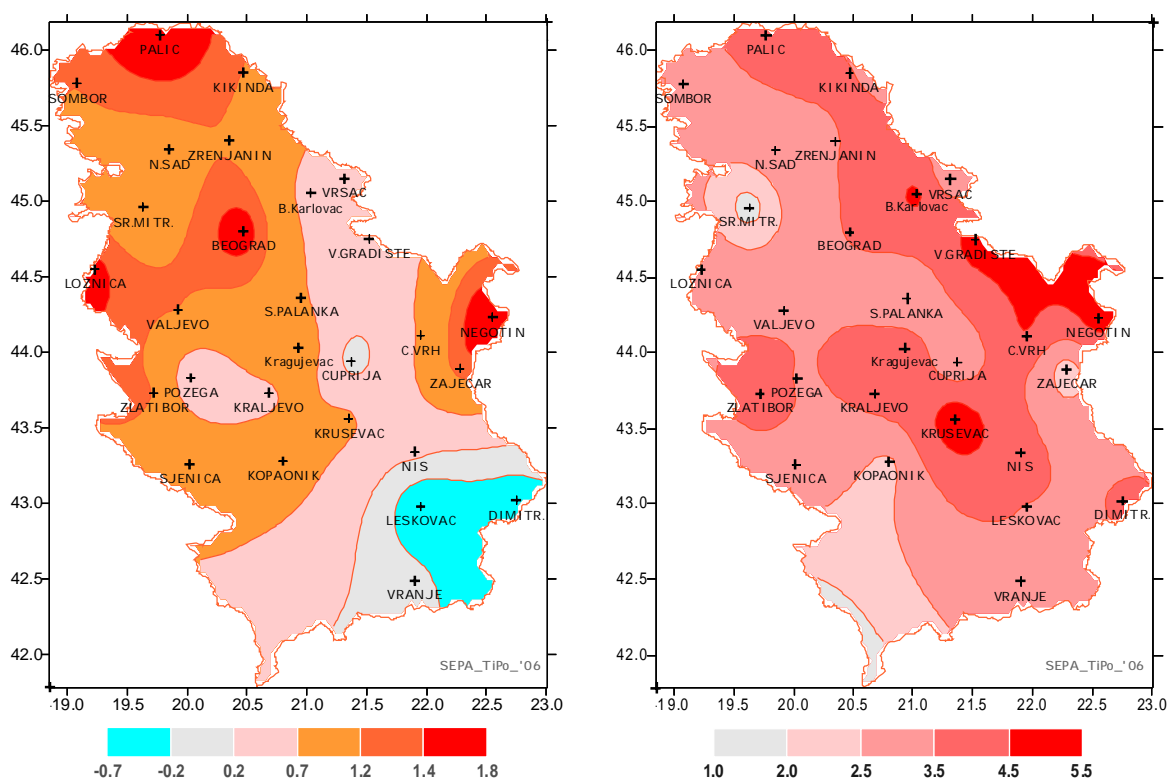 46.0
PALIC
SOMBOR
KIKINDA
45.5
N.SAD
ZRENJANIN
45.0
VRSAC
B.Karlovac
SR.MITR.
BEOGRAD
V.GRADISTE
44.5
LOZNICA
VALJEVO
S.PALANKA
NEGOTIN
44.0
C.VRH
Kragujevac
CUPRIJA
ZAJECAR
POZEGA
ZLATIBOR
KRALJEVO
43.5
KRUSEVAC
NIS
SJENICA
KOPAONIK
43.0
LESKOVAC
DIMITR.
42.5
VRANJE
42.0
SEPA_TiPo_'06
19.0 19.5 20.0 20.5 21.0 21.5 22.0 22.5 23.0
-0.7 -0.2 0.2 0.7 1.2 1.4 1.8
46.0
PALIC
SOMBOR
KIKINDA
45.5
N.SAD
ZRENJANIN
45.0
VRSAC
B.Karlovac
SR.MITR.
BEOGRAD
V.GRADISTE
44.5
LOZNICA
VALJEVO
S.PALANKA
NEGOTIN
44.0
C.VRH
Kragujevac
CUPRIJA
ZAJECAR
POZEGA
ZLATIBOR
KRALJEVO
43.5
KRUSEVAC
NIS
SJENICA
KOPAONIK
43.0
LESKOVAC
DIMITR.
42.5
VRANJE
42.0
SEPA_TiPo_'06
19.0 19.5 20.0 20.5 21.0 21.5 22.0 22.5 23.0
1.0 2.0 2.5 3.5 4.5 5.5